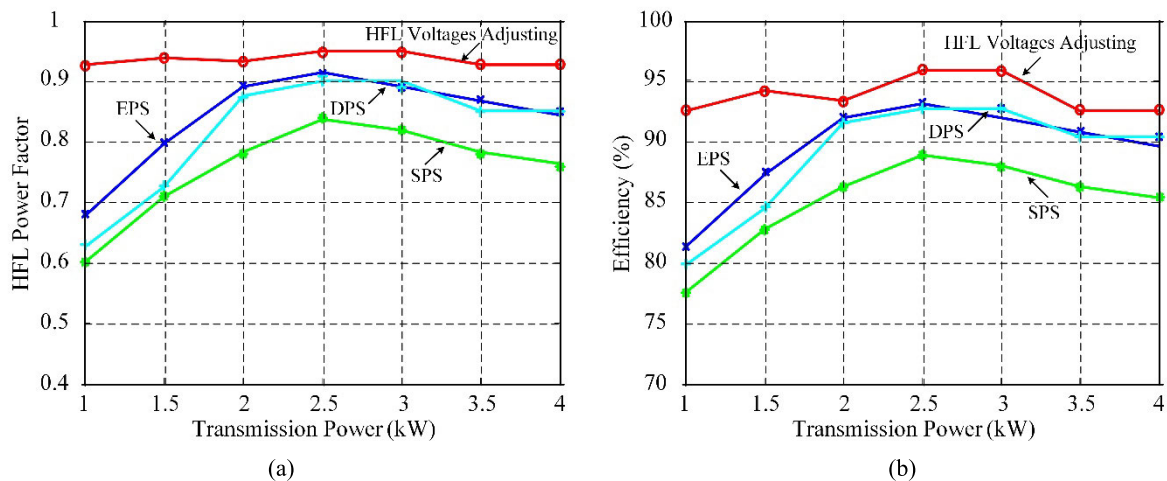 HFL Power Factor
1
0.9
0.8
0.7
0.6
0.5
0.4
HFL Voltages Adjusting
EPS
DPS
SPS
1 1.5 2 2.5 3 3.5 4
Transmission Power (kW)
(a)
Efficiency (%)
100
95
90
85
80
75
70
HFL Voltages Adjusting
DPS
EPS
SPS
1 1.5 2 2.5 3 3.5 4
Transmission Power (kW)
(b)